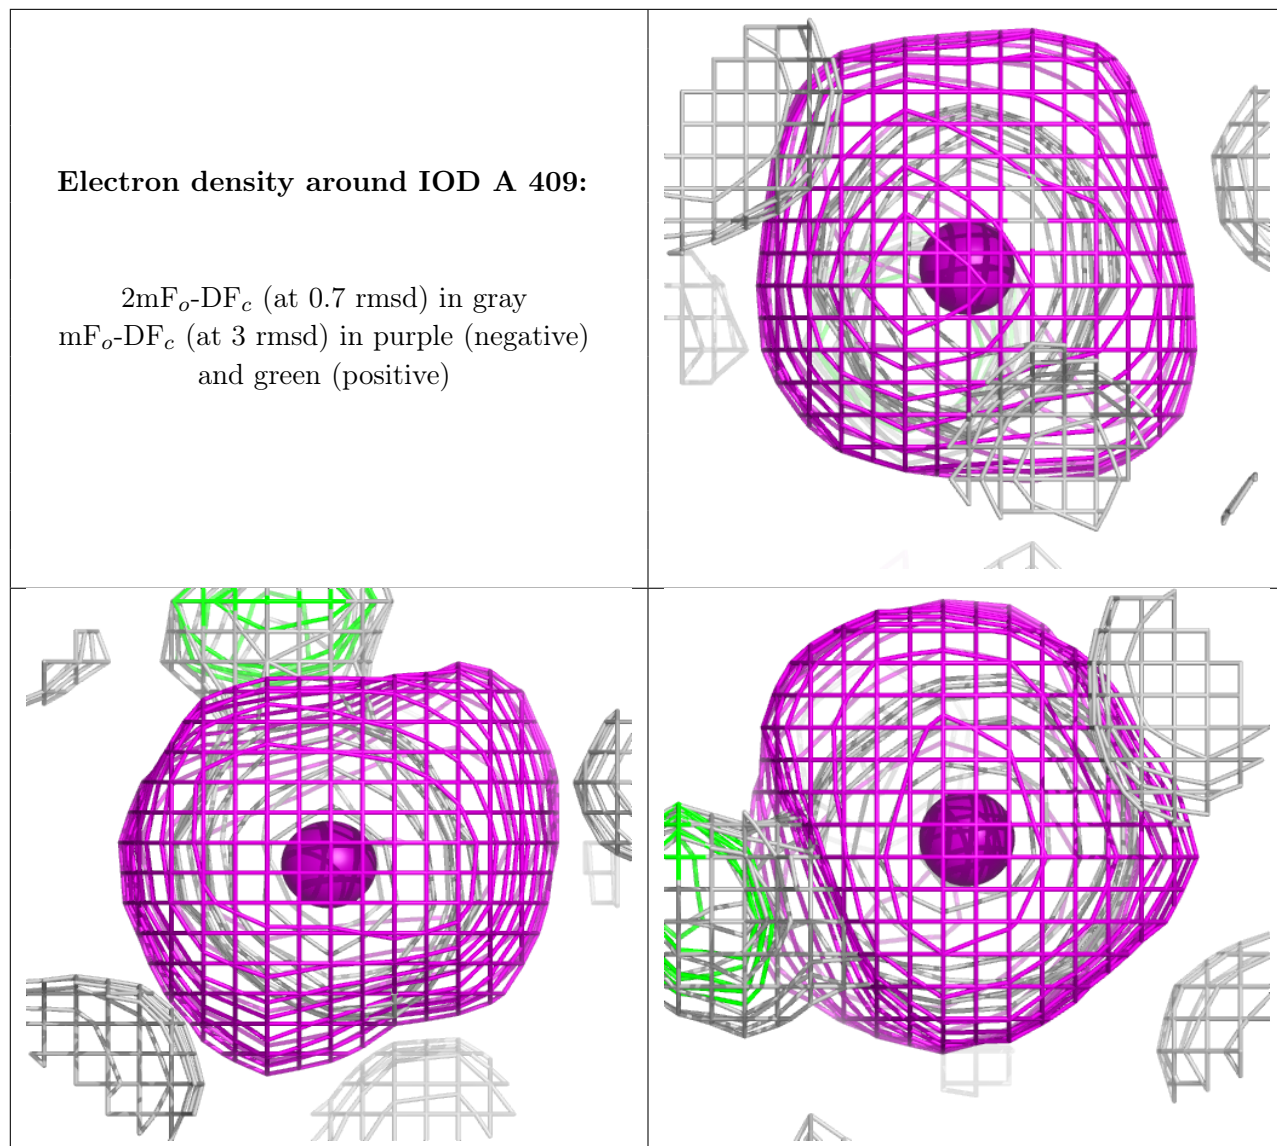 Electron density around IOD A 409:
2mFo-DFc (at 0.7 rmsd) in gray
mFo-DFc (at 3 rmsd) in purple (negative)
and green (positive)